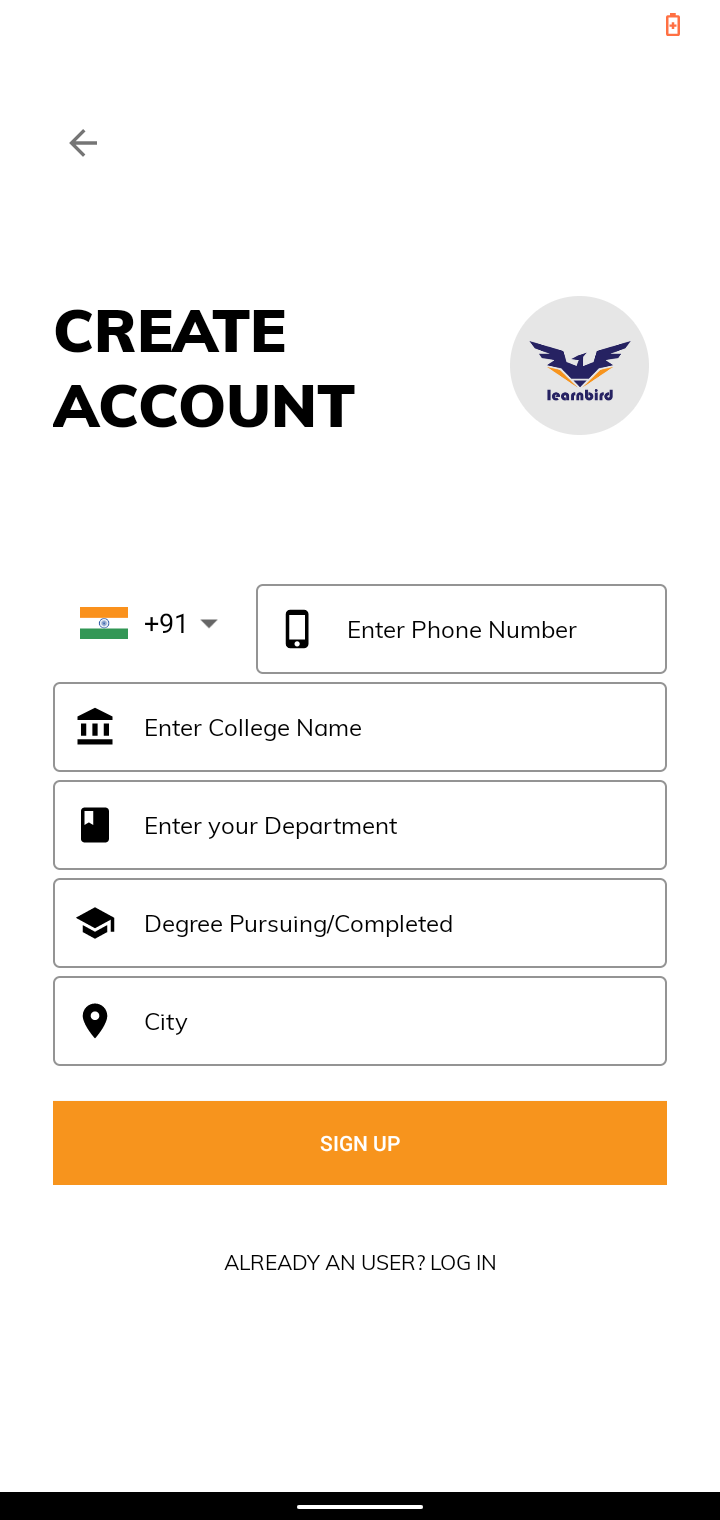 CREATE
ACCOUNT
learnbird
+91
Enter Phone Number
Enter College Name
Enter your Department
Degree Pursuing/Completed
City
SIGN UP
ALREADY AN USER? LOG IN